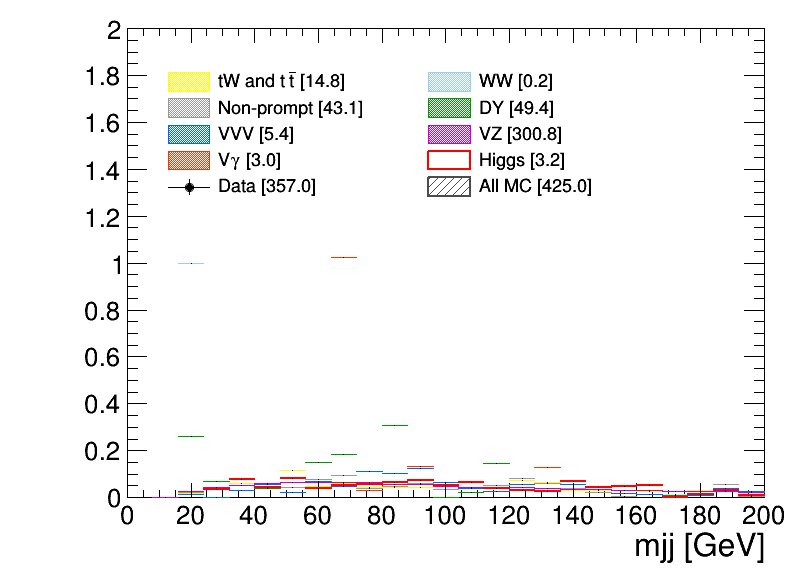 2
1.8
1.6
1.4
1.2
1
0.8
0.6
0.4
0.2
0
tW and t t̄ [14.8]
Non-prompt [43.1]
VVV [5.4]
Vγ [3.0]
Data [357.0]
WW [0.2]
DY [49.4]
VZ [300.8]
Higgs [3.2]
All MC [425.0]
0 20 40 60 80 100 120 140 160 180 200
mjj [GeV]